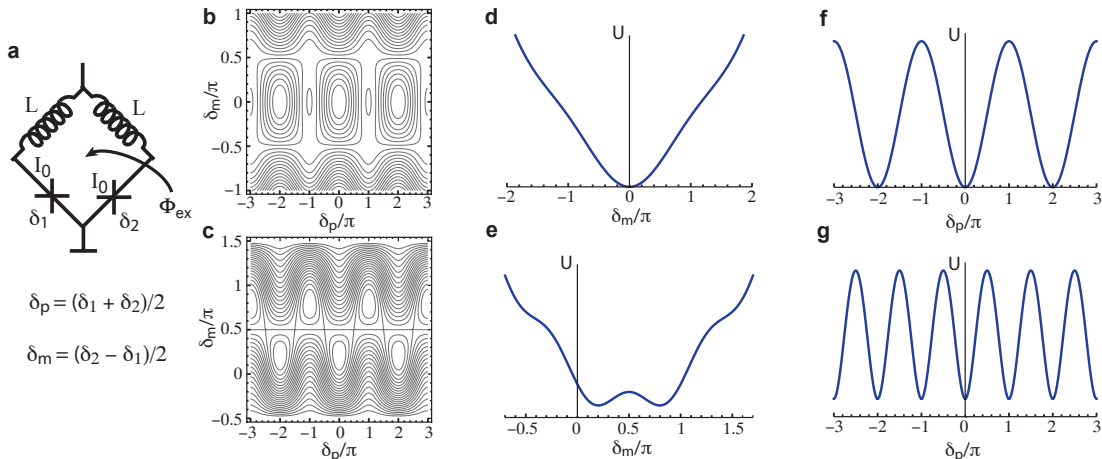 a
L L
I₀ I₀
δ₁ δ₂
Φex
δp = (δ₁ + δ₂)/2
δm = (δ₂ − δ₁)/2
b
δm/π
1
0.5
0
−0.5
−1
−3 −2 −1 0 1 2 3
δp/π
c
δm/π
1.5
1
0.5
0
−0.5
−3 −2 −1 0 1 2 3
δp/π
d
U
−2 −1 0 1 2
δm/π
e
U
−0.5 0 0.5 1 1.5
δm/π
f
U
−3 −2 −1 0 1 2 3
δp/π
g
U
−3 −2 −1 0 1 2 3
δp/π